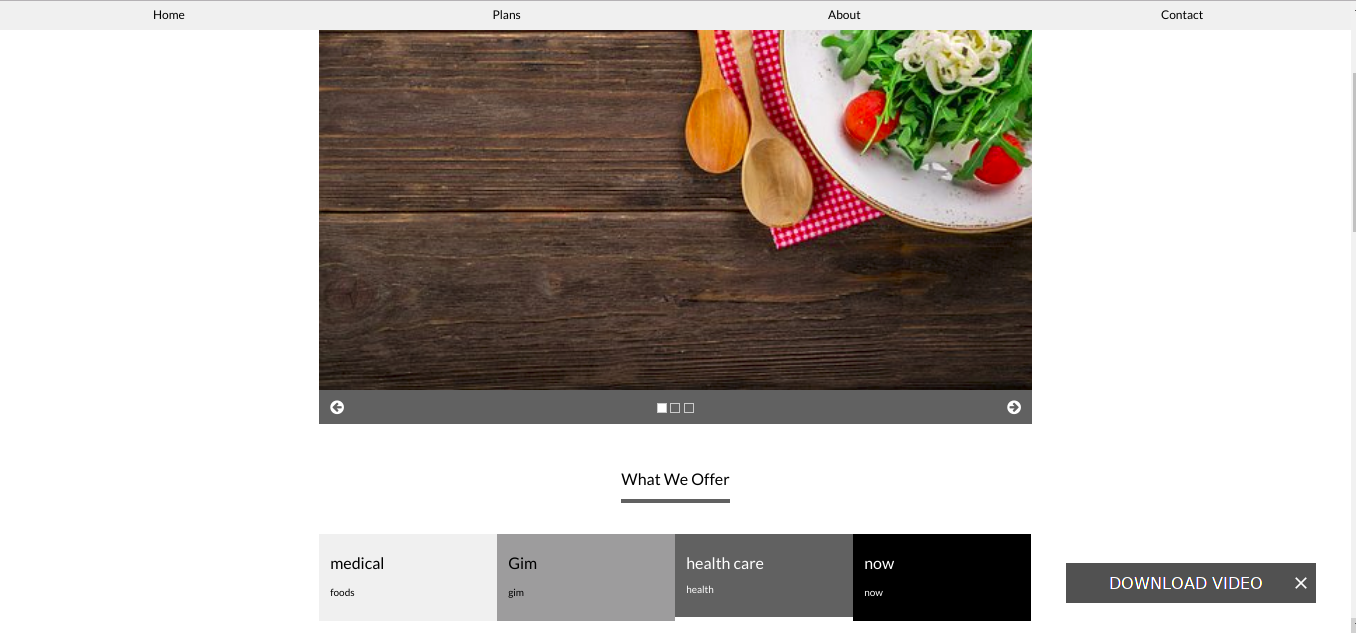 Home Plans About Contact
What We Offer
medical Gim health care now
foods gim health now
DOWNLOAD VIDEO